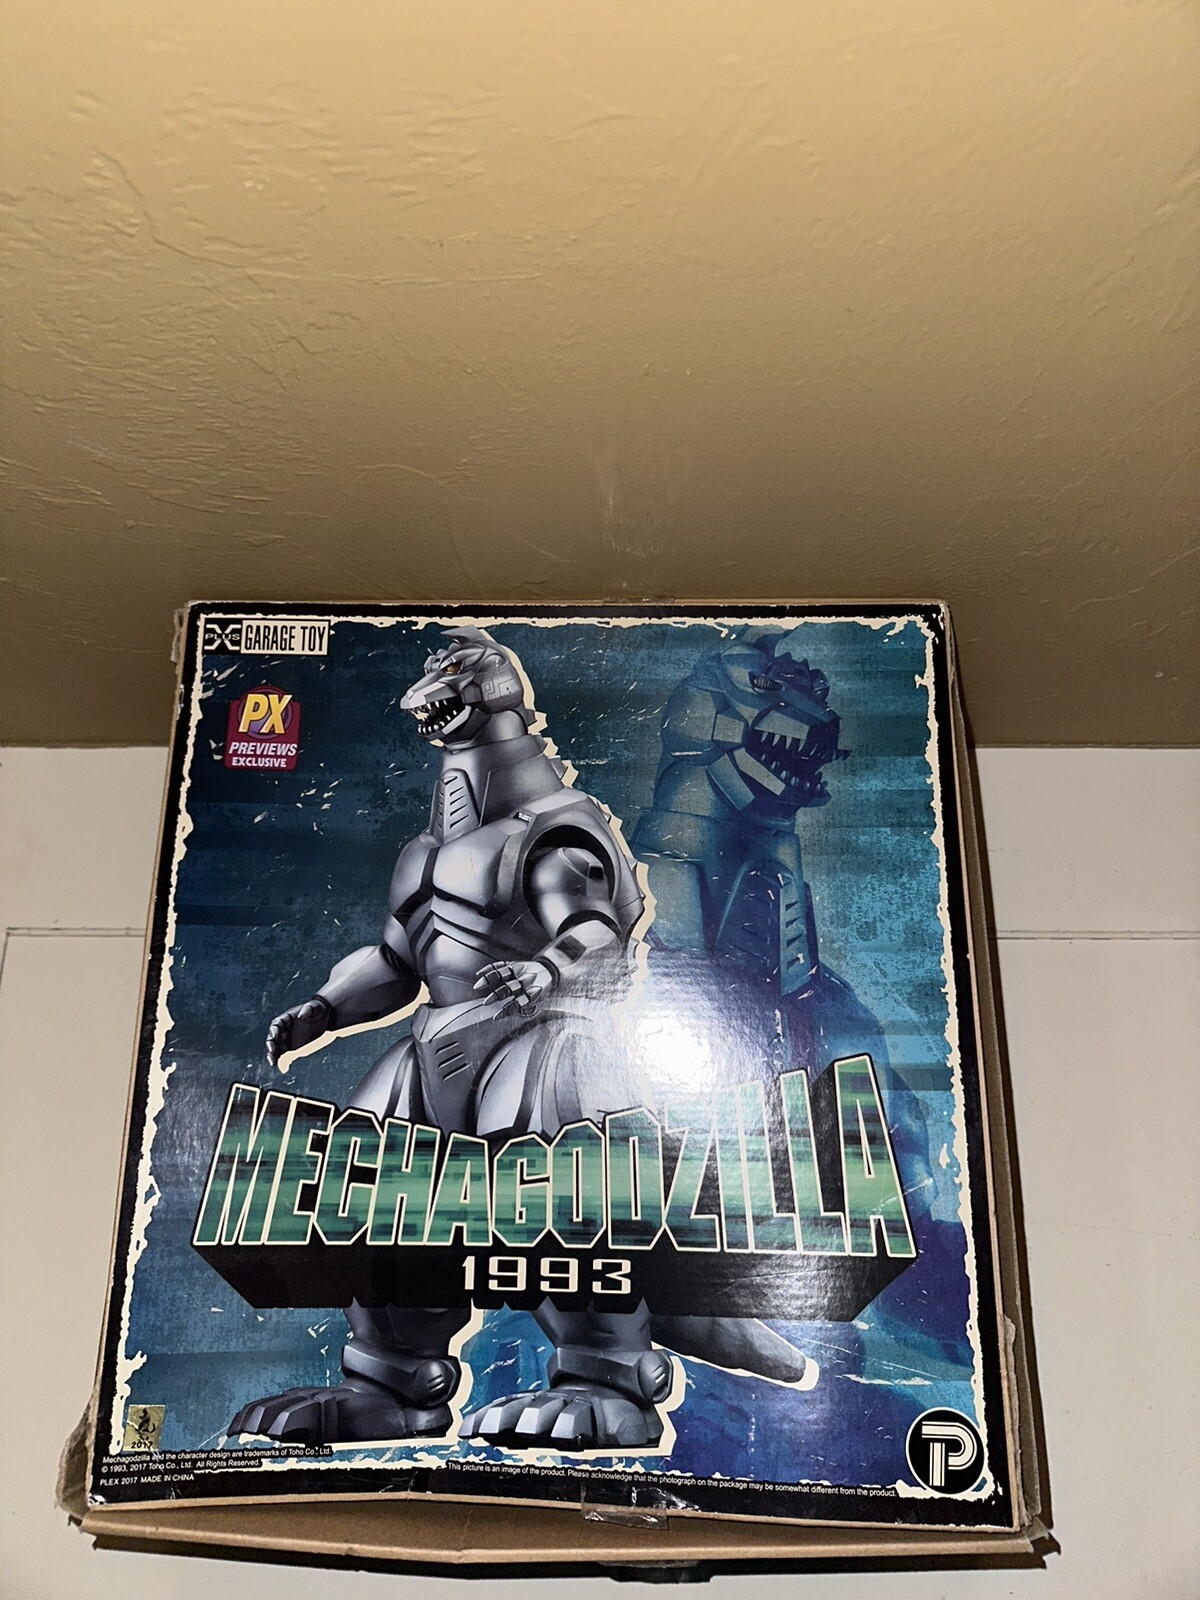 X PLUS GARAGE TOY
PX
PREVIEWS
EXCLUSIVE
MECHAGODZILLA
1993
2017
Mechagodzilla and the character design are trademarks of Toho Co., Ltd.
© 1993, 2017 Toho Co., Ltd. All Rights Reserved.
PLEX 2017 MADE IN CHINA
This picture is an image of the product. Please acknowledge that the photograph on the package may be somewhat different from the product.
P